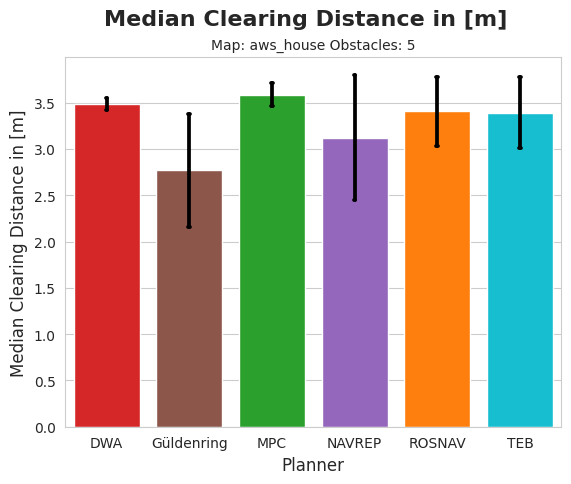 Median Clearing Distance in [m]
Map: aws_house Obstacles: 5
Median Clearing Distance in [m]
3.5
3.0
2.5
2.0
1.5
1.0
0.5
0.0
DWA Güldenring MPC NAVREP ROSNAV TEB
Planner